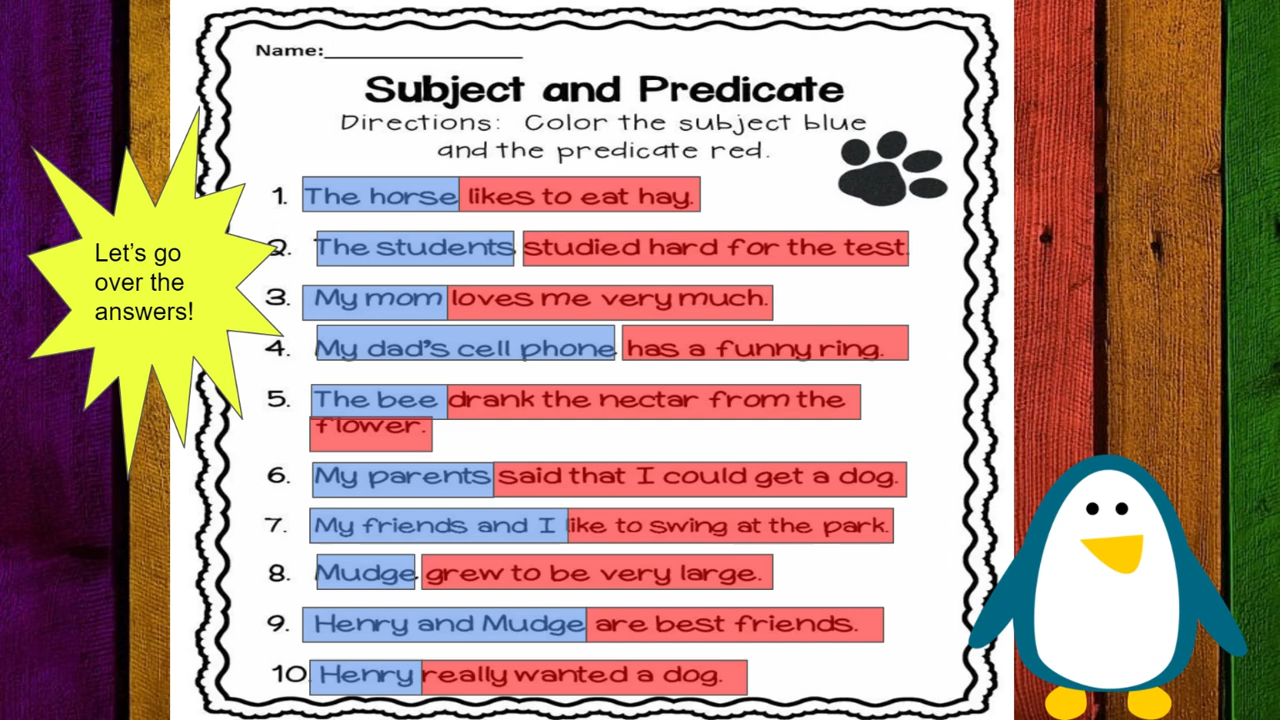 Name:
Subject and Predicate
Directions: Color the subject blue
and the predicate red.
1. The horse likes to eat hay.
2. The students studied hard for the test.
3. My mom loves me very much.
4. My dad's cell phone has a funny ring.
5. The bee drank the nectar from the
flower.
6. My parents said that I could get a dog.
7. My friends and I like to swing at the park.
8. Mudge grew to be very large.
9. Henry and Mudge are best friends.
10. Henry really wanted a dog.
Let's go
over the
answers!